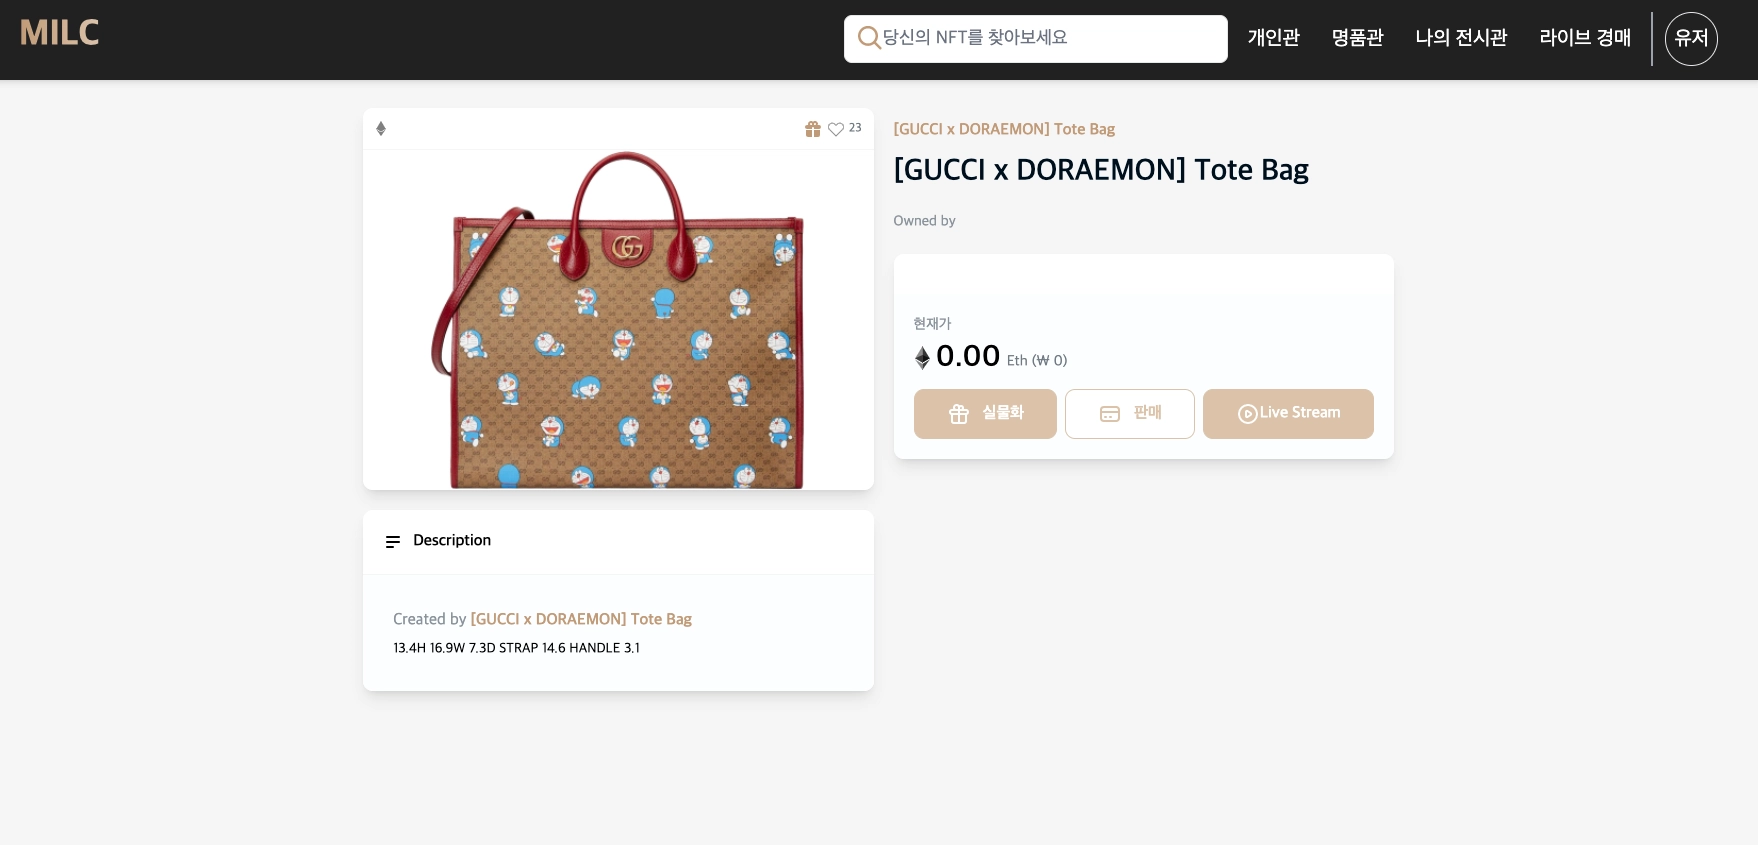 MILC
당신의 NFT를 찾아보세요
개인관
명품관
나의 전시관
라이브 경매
유저
23
[GUCCI x DORAEMON] Tote Bag
[GUCCI x DORAEMON] Tote Bag
Owned by
현재가
0.00 Eth (₩ 0)
실물화
판매
Live Stream
Description
Created by [GUCCI x DORAEMON] Tote Bag
13.4H 16.9W 7.3D STRAP 14.6 HANDLE 3.1